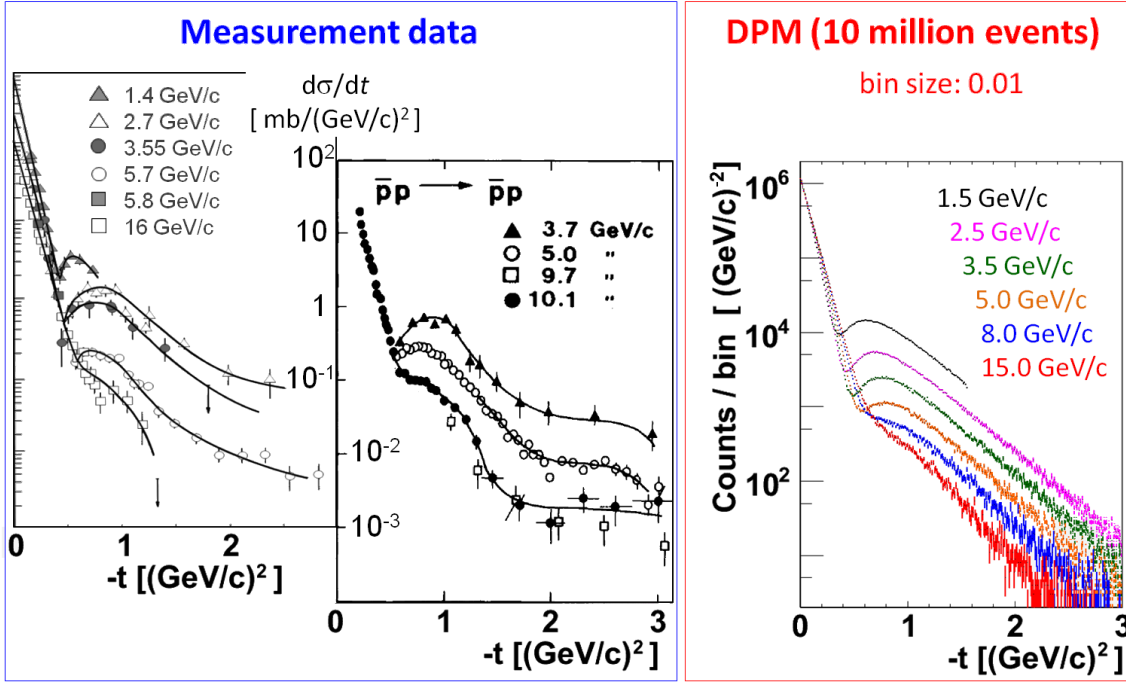 Measurement data
1.4 GeV/c
2.7 GeV/c
3.55 GeV/c
5.7 GeV/c
5.8 GeV/c
16 GeV/c
0
1
2
-t [(GeV/c)²]
dσ/dt
[ mb/(GeV/c)²]
10²
10
1
10⁻¹
10⁻²
10⁻³
p̅p → p̅p
3.7 GeV/c
5.0 "
9.7 "
10.1 "
0
1
2
3
-t [(GeV/c)²]
DPM (10 million events)
bin size: 0.01
Counts / bin [ (GeV/c)⁻²]
10⁶
10⁴
10²
1.5 GeV/c
2.5 GeV/c
3.5 GeV/c
5.0 GeV/c
8.0 GeV/c
15.0 GeV/c
0
1
2
3
-t [(GeV/c)²]